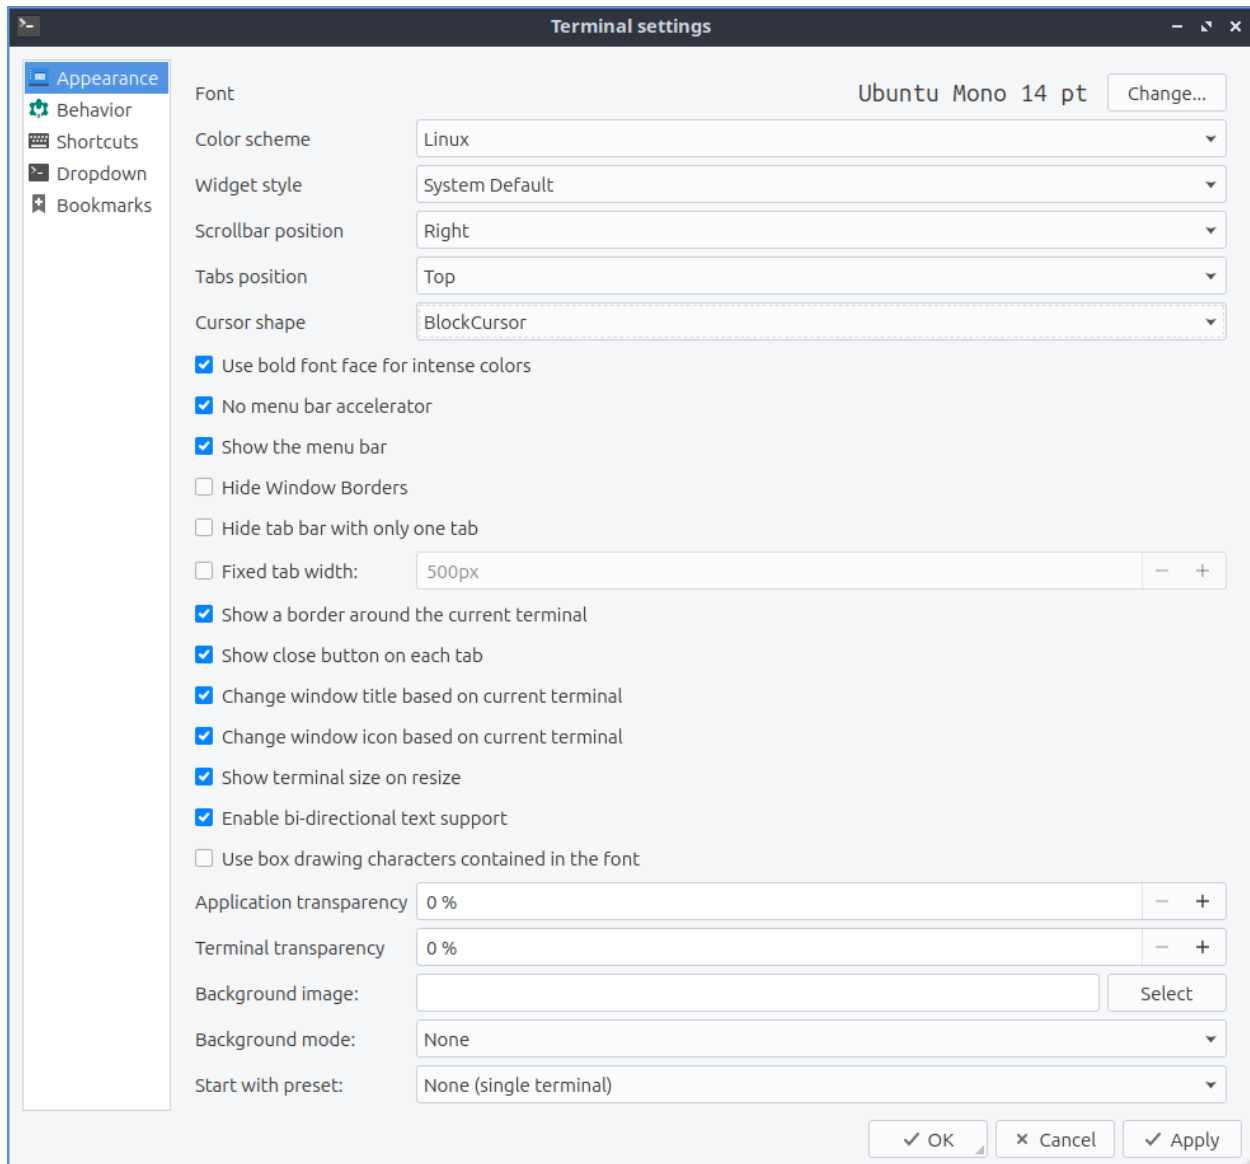 Terminal settings
Appearance
Behavior
Shortcuts
Dropdown
Bookmarks
Font Ubuntu Mono 14 pt Change...
Color scheme Linux
Widget style System Default
Scrollbar position Right
Tabs position Top
Cursor shape BlockCursor
Use bold font face for intense colors
No menu bar accelerator
Show the menu bar
Hide Window Borders
Hide tab bar with only one tab
Fixed tab width: 500px
Show a border around the current terminal
Show close button on each tab
Change window title based on current terminal
Change window icon based on current terminal
Show terminal size on resize
Enable bi-directional text support
Use box drawing characters contained in the font
Application transparency 0 %
Terminal transparency 0 %
Background image: Select
Background mode: None
Start with preset: None (single terminal)
OK Cancel Apply